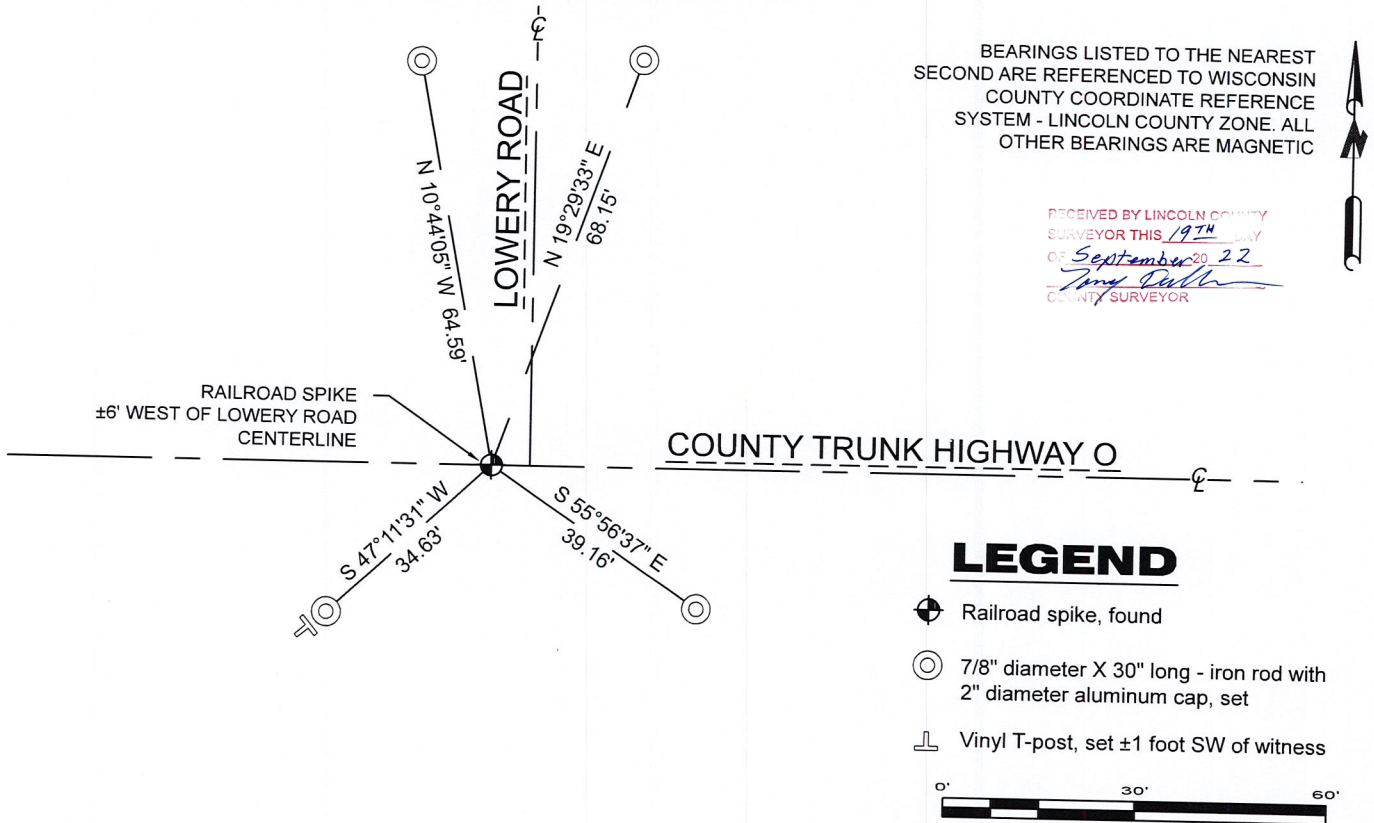 BEARINGS LISTED TO THE NEAREST
SECOND ARE REFERENCED TO WISCONSIN
COUNTY COORDINATE REFERENCE
SYSTEM - LINCOLN COUNTY ZONE. ALL
OTHER BEARINGS ARE MAGNETIC
N
RECEIVED BY LINCOLN COUNTY
SURVEYOR THIS 19TH DAY
OF September 20 22
COUNTY SURVEYOR
℄
LOWERY ROAD
N 10°44'05" W 64.59'
N 19°29'33" E
68.15'
RAILROAD SPIKE
±6' WEST OF LOWERY ROAD
CENTERLINE
COUNTY TRUNK HIGHWAY O
℄
S 47°11'31" W
34.63'
S 55°56'37" E
39.16'
LEGEND
Railroad spike, found
7/8" diameter X 30" long - iron rod with
2" diameter aluminum cap, set
Vinyl T-post, set ±1 foot SW of witness
0' 30' 60'